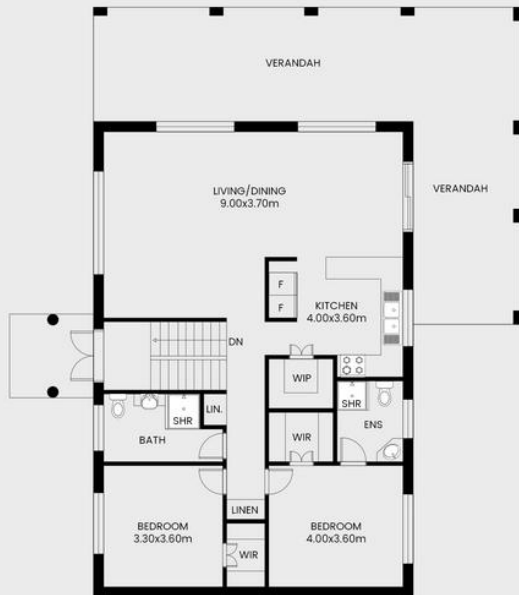 VERANDAH
VERANDAH
LIVING/DINING
9.00x3.70m
F
F
KITCHEN
4.00x3.60m
DN
WIP
LIN.
SHR
BATH
SHR
ENS
WIR
LINEN
BEDROOM
3.30x3.60m
WIR
BEDROOM
4.00x3.60m